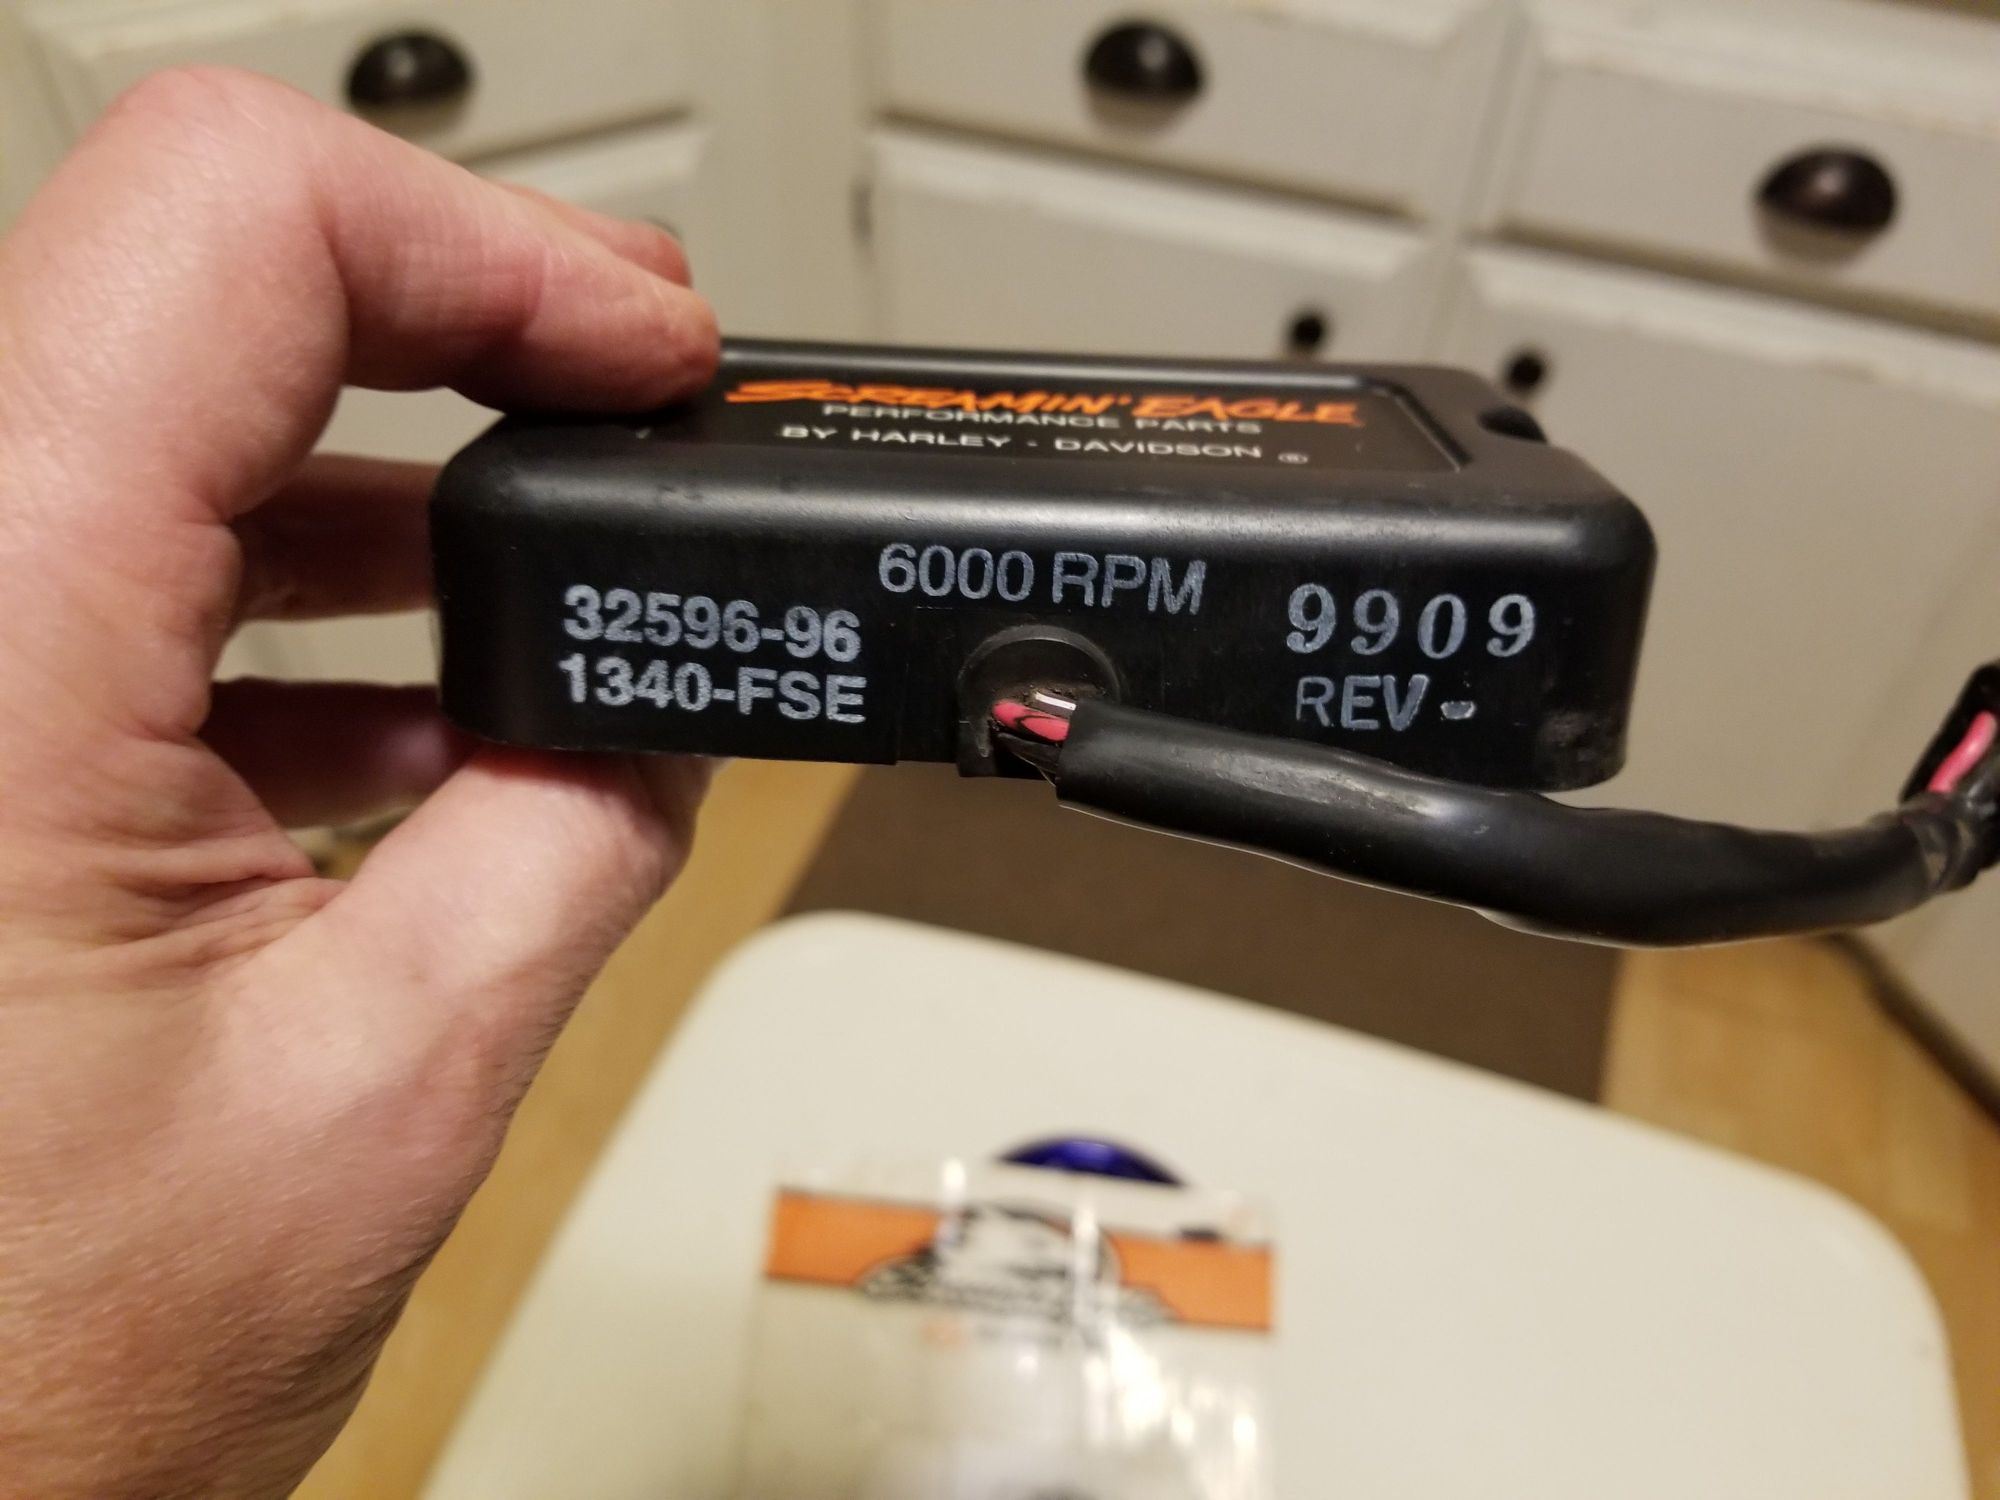 SCREAMIN' EAGLE
PERFORMANCE PARTS
BY HARLEY - DAVIDSON ®
6000 RPM
32596-96
1340-FSE
9909
REV -